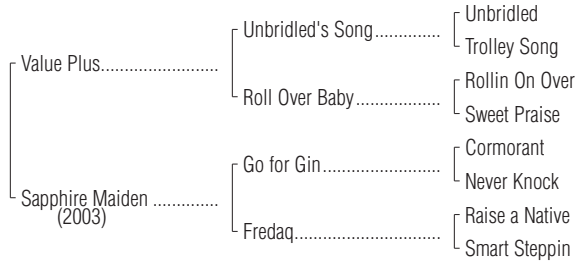 Unbridled
Unbridled's Song...............
Trolley Song
Value Plus...........................
Rollin On Over
Roll Over Baby...................
Sweet Praise
Cormorant
Go for Gin..........................
Never Knock
Sapphire Maiden ...............
(2003)
Raise a Native
Fredaq................................
Smart Steppin